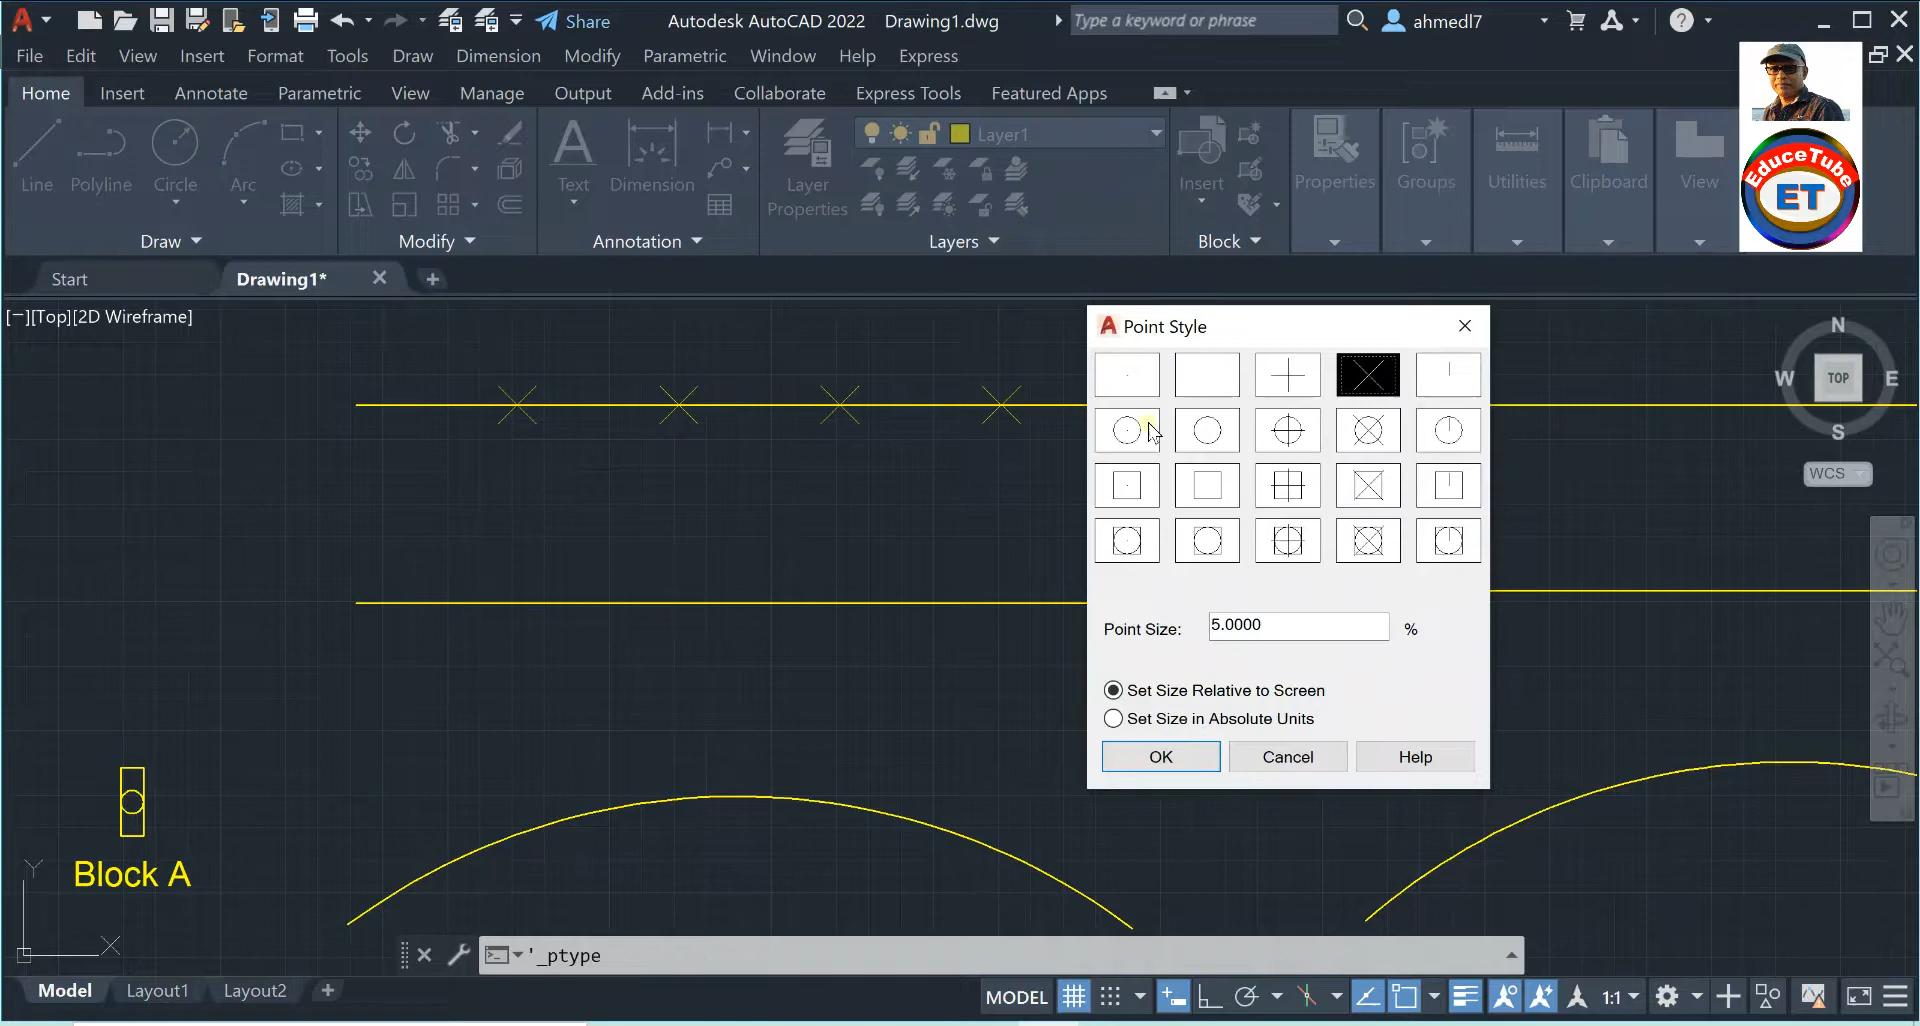 Share
Autodesk AutoCAD 2022 Drawing1.dwg
Type a keyword or phrase
ahmedl7
File Edit View Insert Format Tools Draw Dimension Modify Parametric Window Help Express
Home Insert Annotate Parametric View Manage Output Add-ins Collaborate Express Tools Featured Apps
Line Polyline Circle Arc
Text Dimension
Layer Properties
Layer1
Insert
Properties Groups Utilities Clipboard View
Draw Modify Annotation Layers Block
EduceTube
ET
Start Drawing1*
[−][Top][2D Wireframe]
Point Style
N
W TOP E
S
WCS
Point Size: 5.0000 %
Set Size Relative to Screen
Set Size in Absolute Units
OK Cancel Help
Block A
Y
X
'_ptype
Model Layout1 Layout2
MODEL 1:1